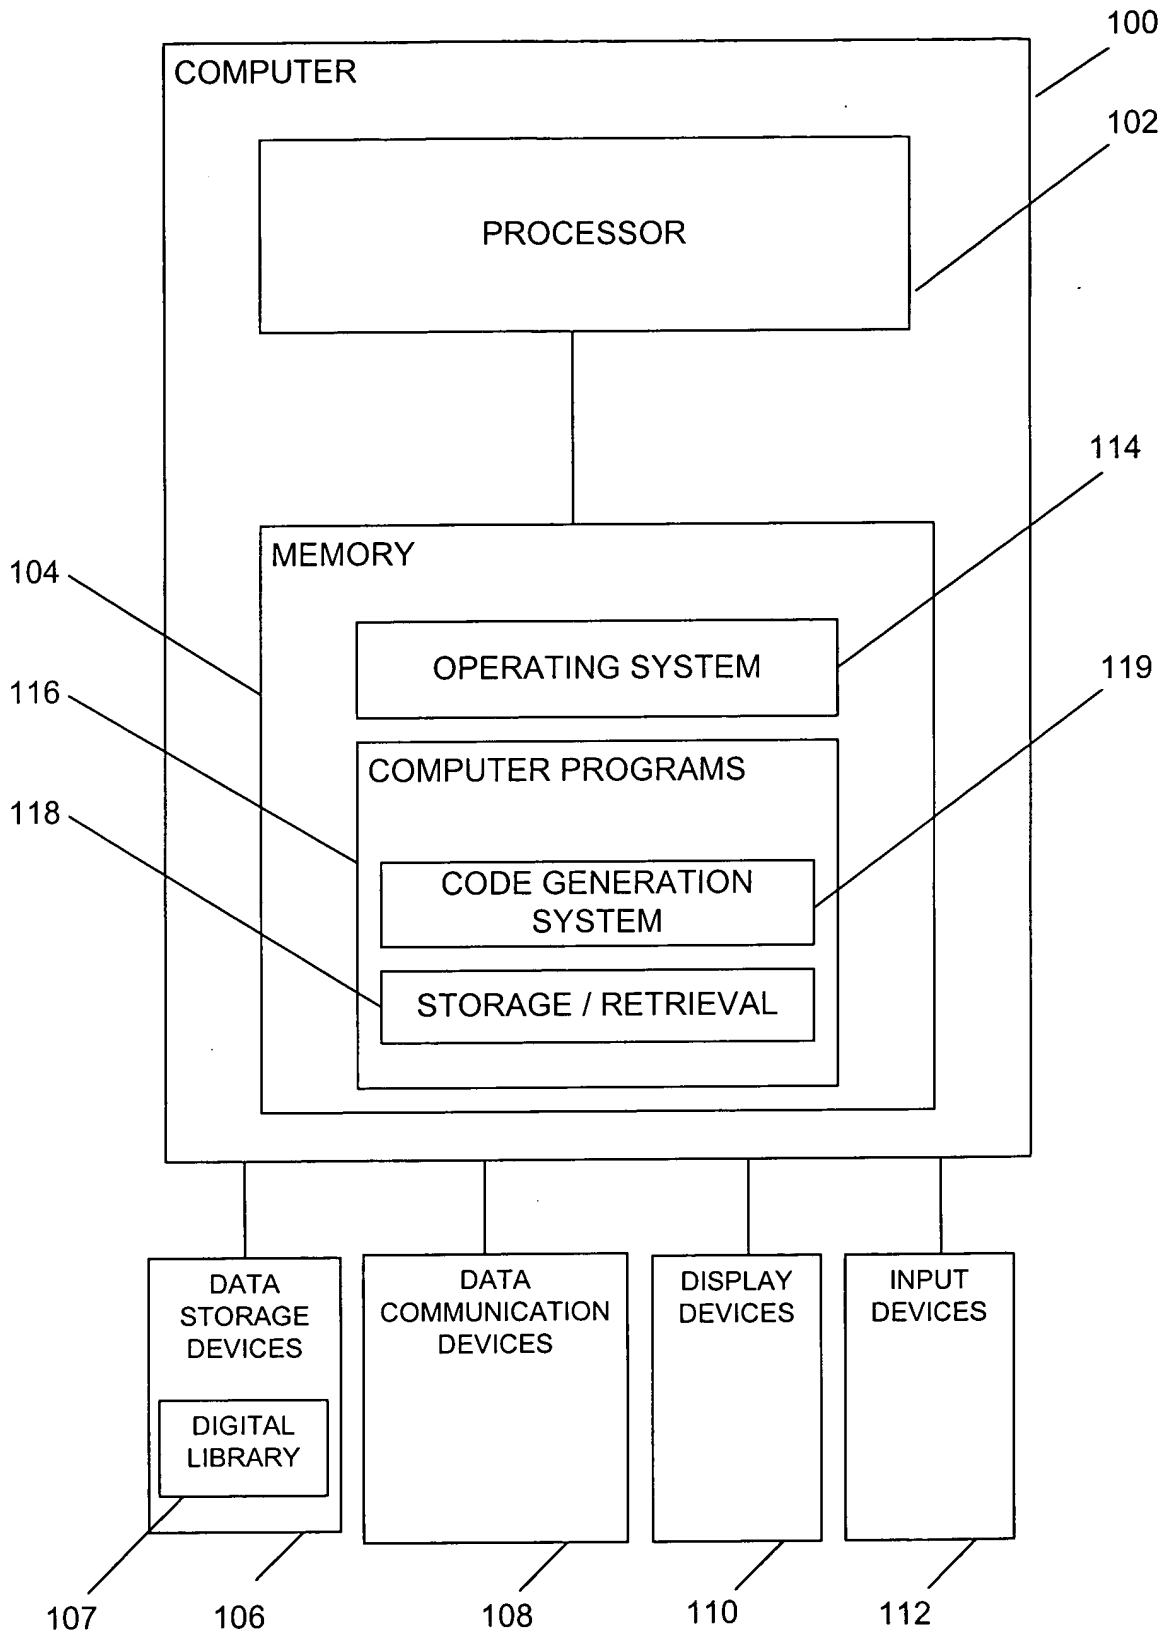 100
COMPUTER
102
PROCESSOR
114
MEMORY
104
OPERATING SYSTEM
119
116
COMPUTER PROGRAMS
118
CODE GENERATION
SYSTEM
STORAGE / RETRIEVAL
DATA
STORAGE
DEVICES
DIGITAL
LIBRARY
DATA
COMMUNICATION
DEVICES
DISPLAY
DEVICES
INPUT
DEVICES
107
106
108
110
112